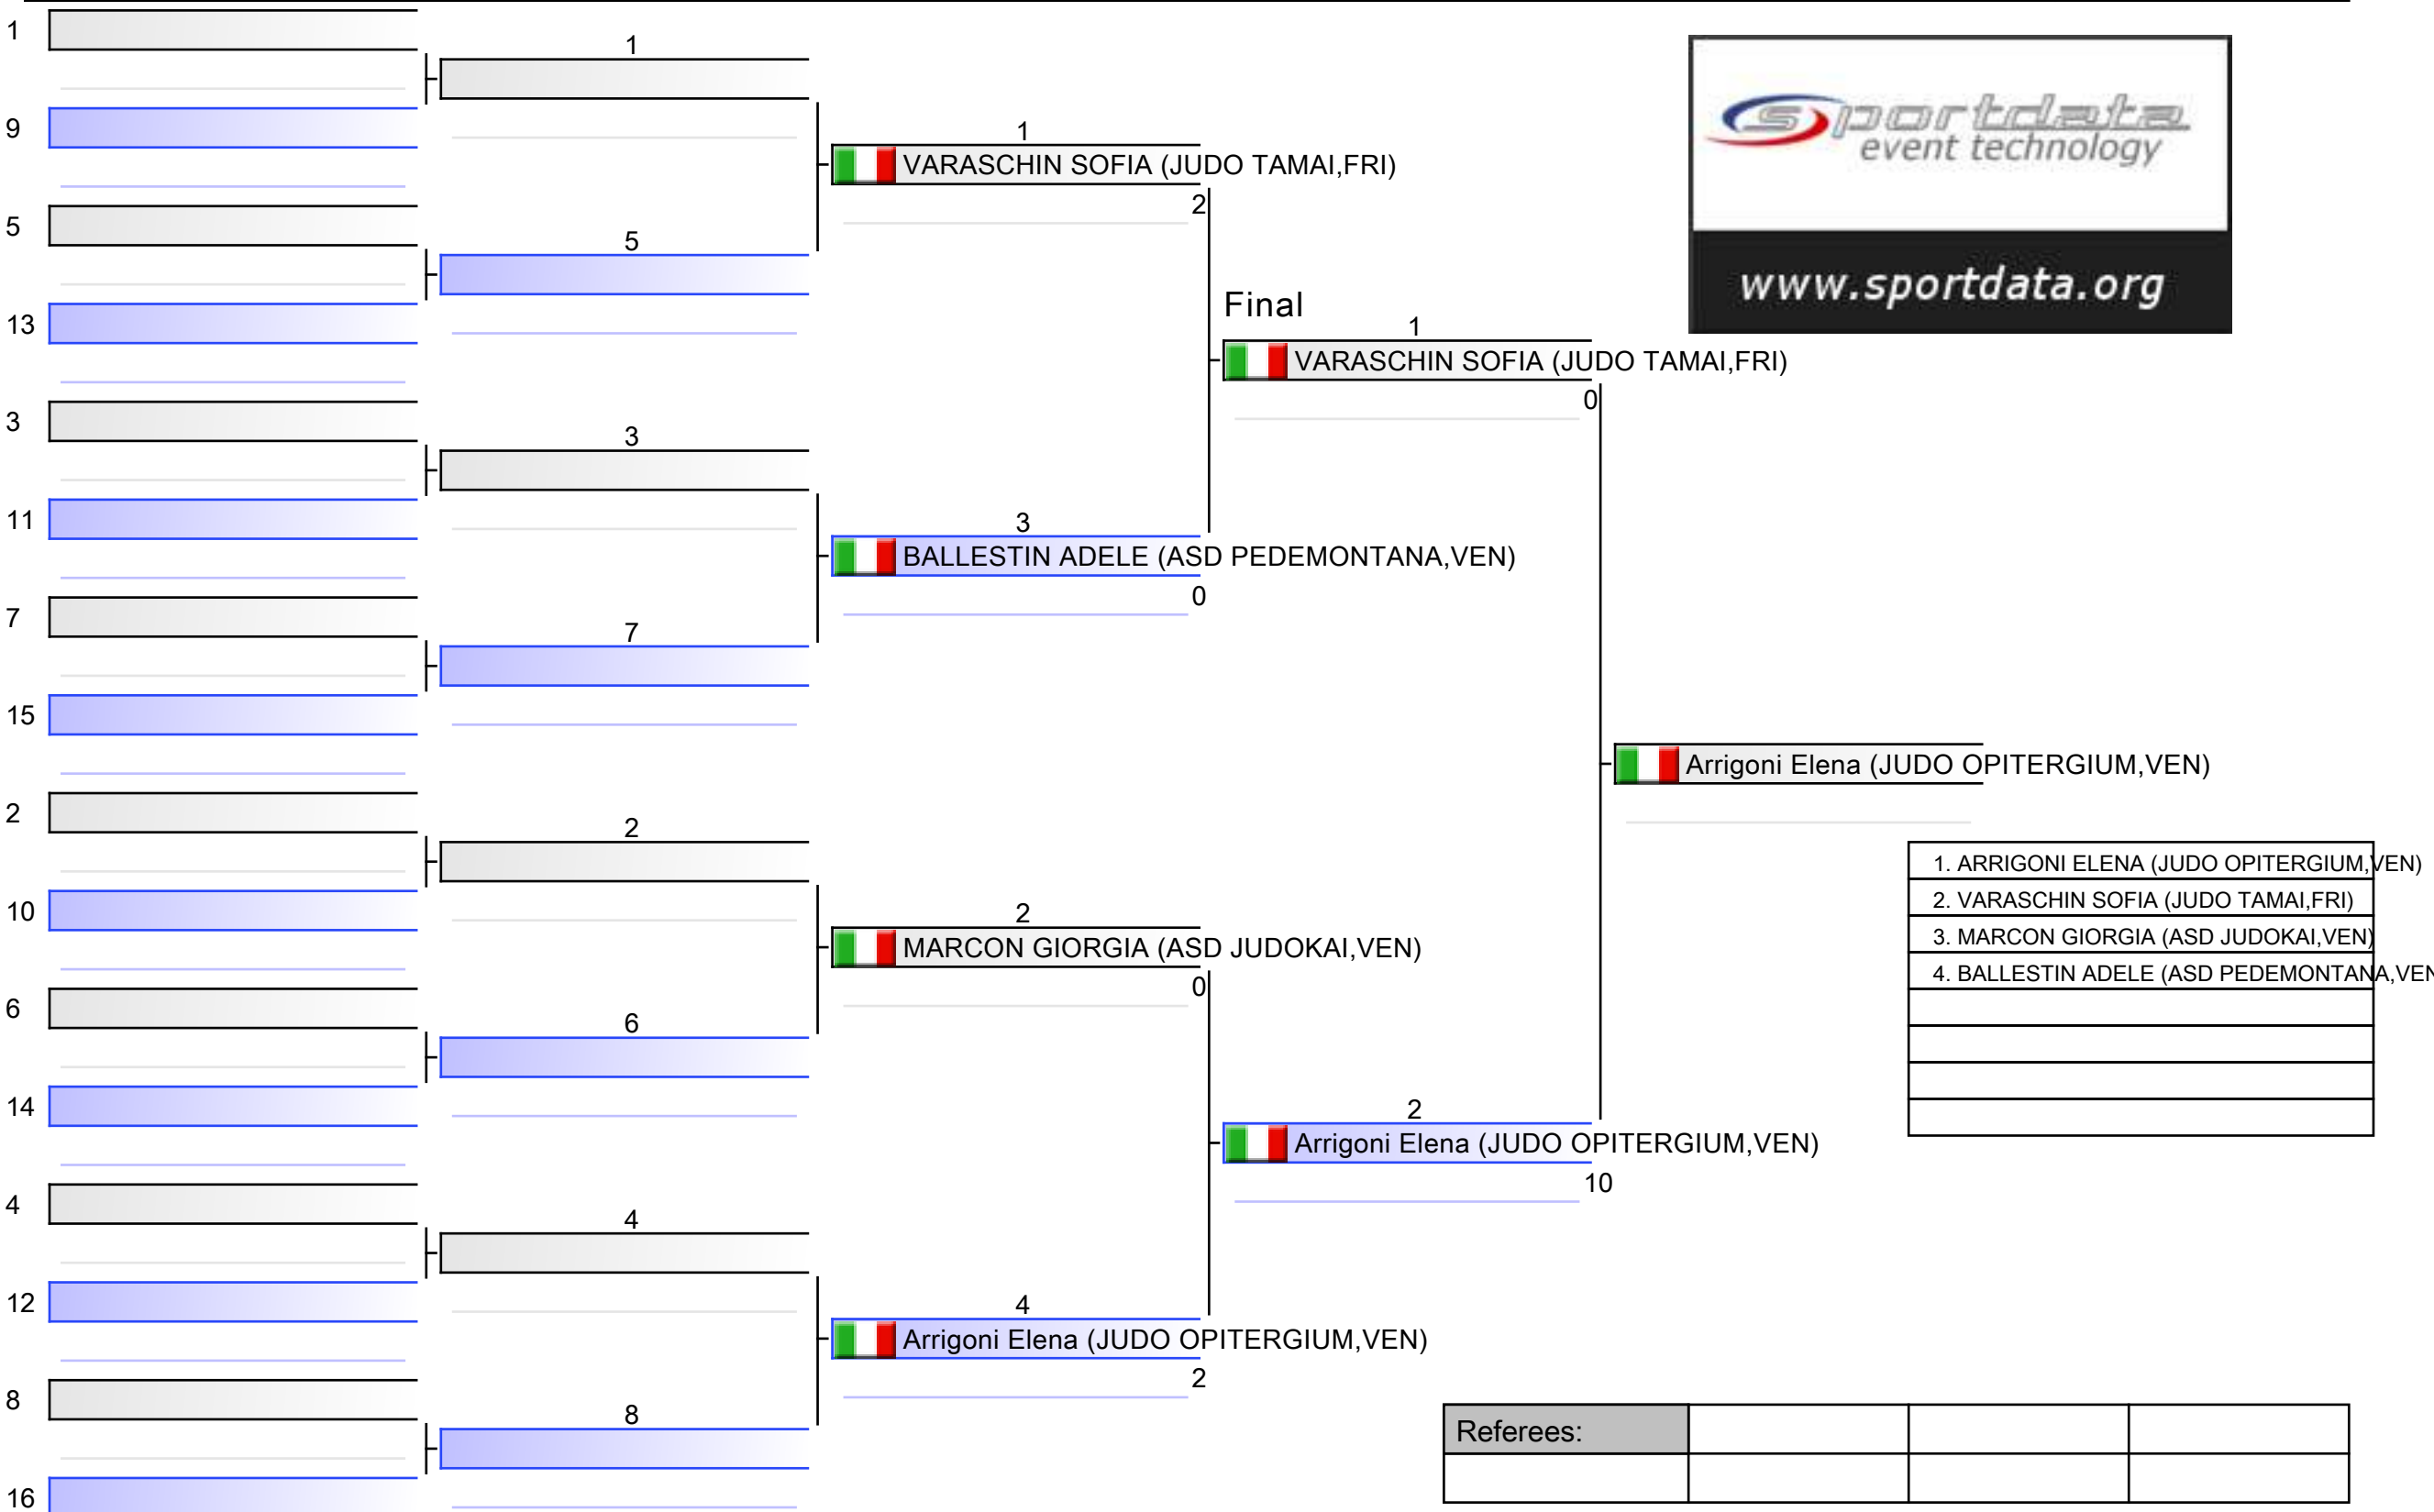 1
9
5
13
3
11
7
15
2
10
6
14
4
12
8
16
1
5
3
7
2
6
4
8
1
VARASCHIN SOFIA (JUDO TAMAI,FRI)
2
3
BALLESTIN ADELE (ASD PEDEMONTANA,VEN)
0
2
MARCON GIORGIA (ASD JUDOKAI,VEN)
0
4
Arrigoni Elena (JUDO OPITERGIUM,VEN)
2
Final
1
VARASCHIN SOFIA (JUDO TAMAI,FRI)
0
2
Arrigoni Elena (JUDO OPITERGIUM,VEN)
10
sportdata
event technology
www.sportdata.org
Arrigoni Elena (JUDO OPITERGIUM,VEN)
1. ARRIGONI ELENA (JUDO OPITERGIUM,VEN)
2. VARASCHIN SOFIA (JUDO TAMAI,FRI)
3. MARCON GIORGIA (ASD JUDOKAI,VEN)
4. BALLESTIN ADELE (ASD PEDEMONTANA,VEN
Referees: